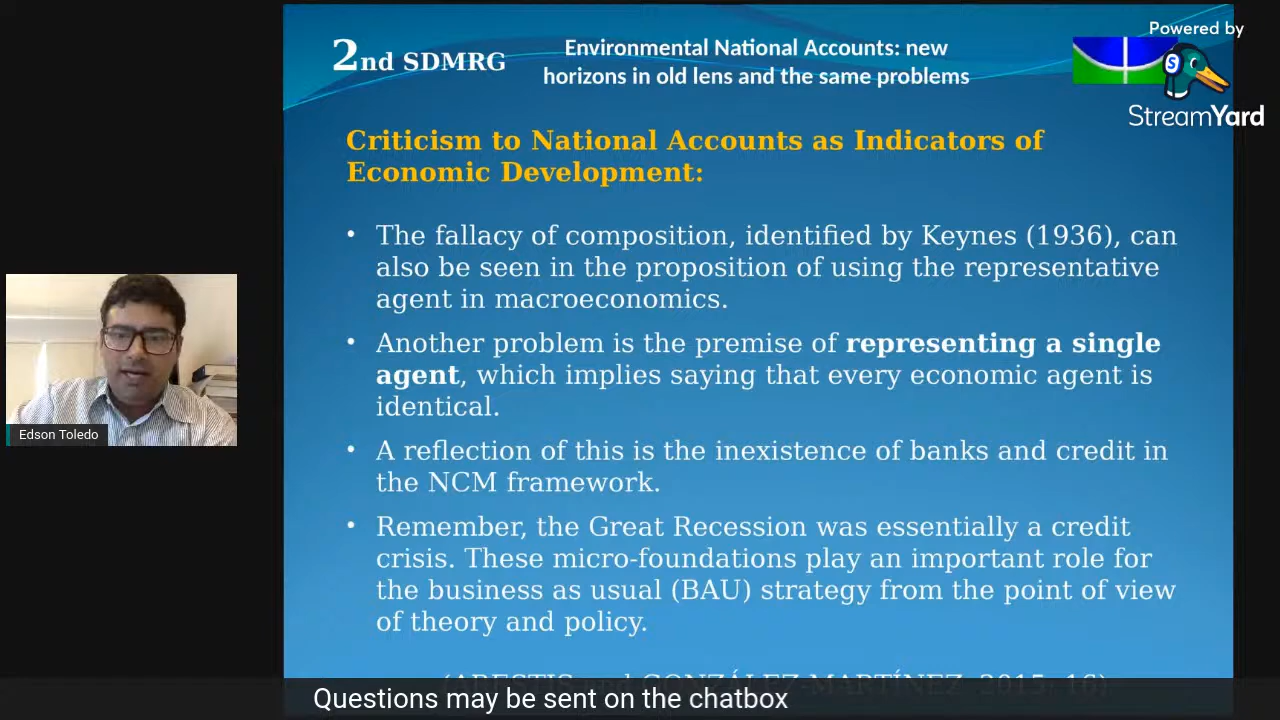 2nd SDMRG
Environmental National Accounts: new
horizons in old lens and the same problems
Powered by
StreamYard
Criticism to National Accounts as Indicators of
Economic Development:
• The fallacy of composition, identified by Keynes (1936), can
also be seen in the proposition of using the representative
agent in macroeconomics.
• Another problem is the premise of representing a single
agent, which implies saying that every economic agent is
identical.
• A reflection of this is the inexistence of banks and credit in
the NCM framework.
• Remember, the Great Recession was essentially a credit
crisis. These micro-foundations play an important role for
the business as usual (BAU) strategy from the point of view
of theory and policy.
(ARESTIS and GONZÁLEZ-MARTÍNEZ, 2015: 16)
Edson Toledo
Questions may be sent on the chatbox